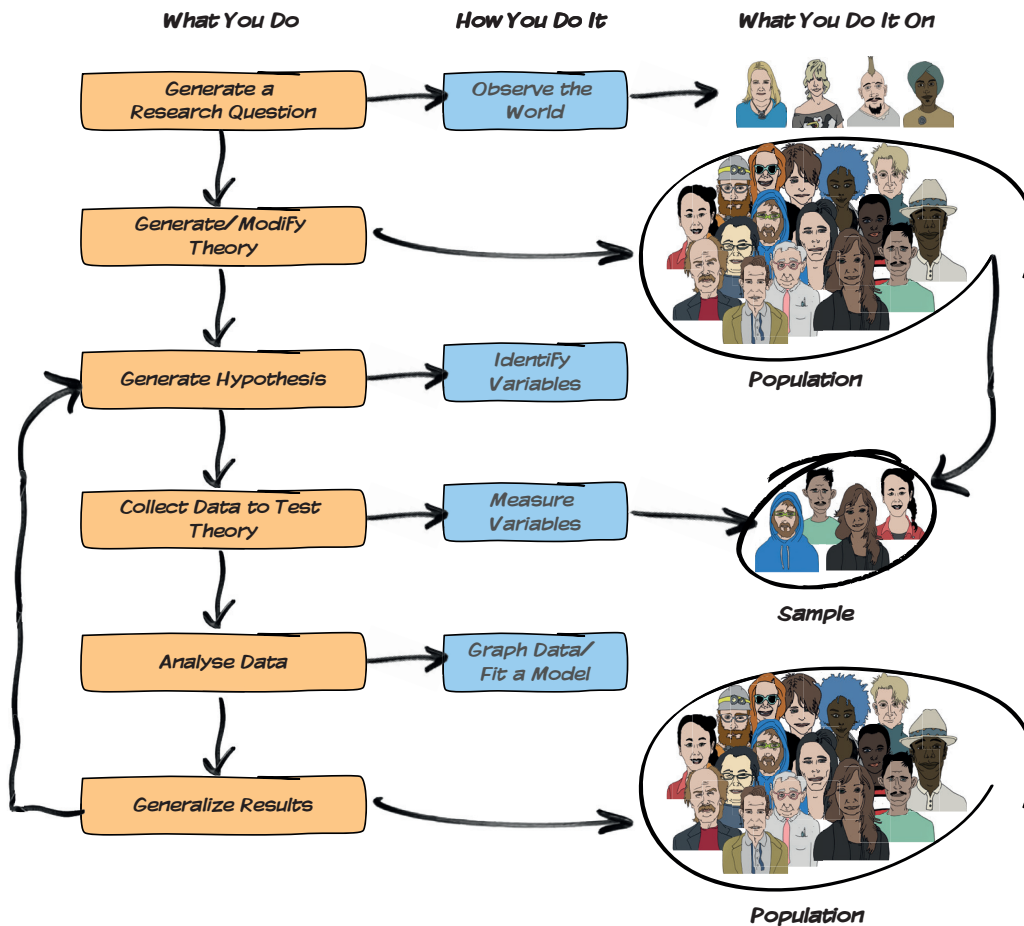 What You Do
How You Do It
What You Do It On
Generate a
Research Question
Observe the
World
Generate/Modify
Theory
Population
Generate Hypothesis
Identify
Variables
Collect Data to Test
Theory
Measure
Variables
Sample
Analyse Data
Graph Data/
Fit a Model
Generalize Results
Population